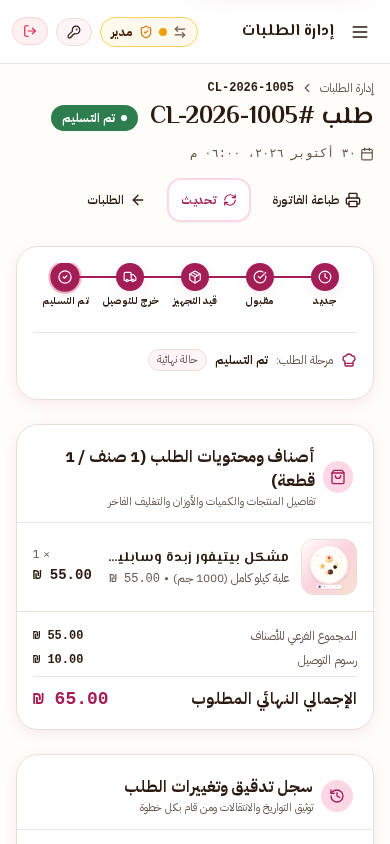 إدارة الطلبات
مدير
إدارة الطلبات
CL-2026-1005
طلب #CL-2026-1005
تم التسليم
٣٠ أكتوبر ٢٠٢٦، ٠٦:٠٠ م
طباعة الفاتورة
تحديث
الطلبات
جديد
مقبول
قيد التجهيز
خرج للتوصيل
تم التسليم
مرحلة الطلب: تم التسليم
حالة نهائية
أصناف ومحتويات الطلب (1 صنف / 1 قطعة)
تفاصيل المنتجات والكميات والأوزان والتغليف الفاخر
مشكل بيتيفور زبدة وسابليـ...
× 1
علبة كيلو كامل (1000 جم) • 55.00 ₪
55.00 ₪
المجموع الفرعي للأصناف
55.00 ₪
رسوم التوصيل
10.00 ₪
الإجمالي النهائي المطلوب
65.00 ₪
سجل تدقيق وتغييرات الطلب
توثيق التواريخ والانتقالات ومن قام بكل خطوة